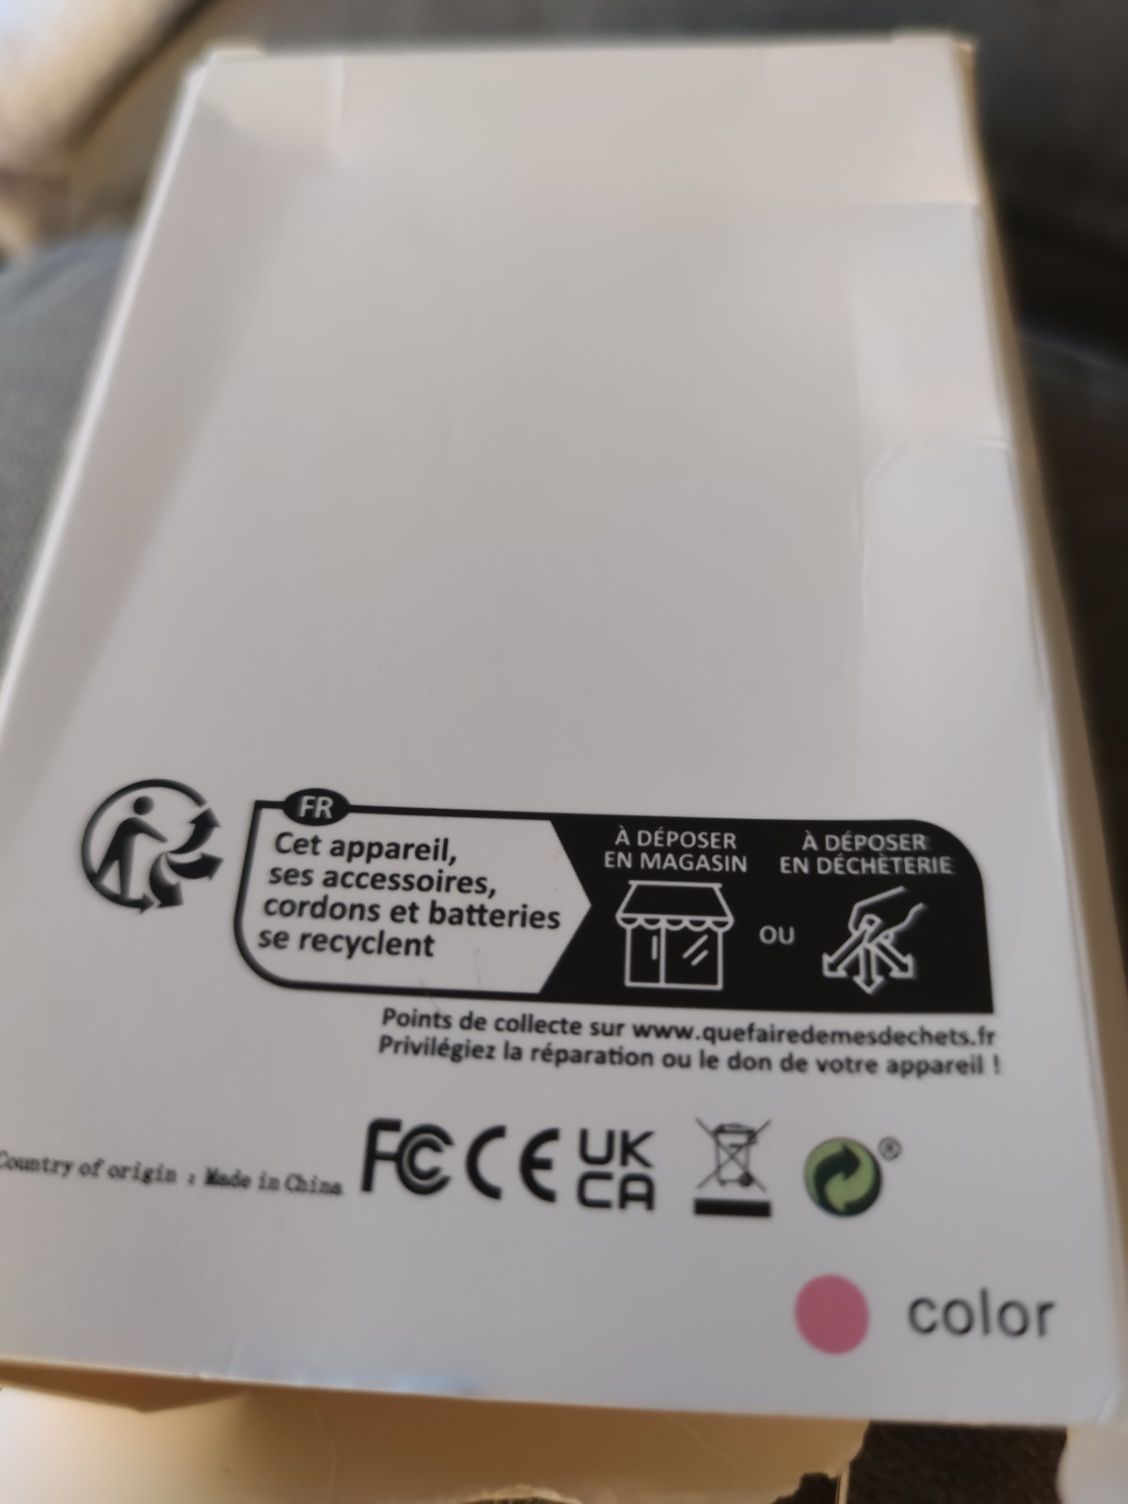 FR
Cet appareil,
ses accessoires,
cordons et batteries
se recyclent
À DÉPOSER
EN MAGASIN
OU
À DÉPOSER
EN DÉCHÈTERIE
Points de collecte sur www.quefairedemesdechets.fr
Privilégiez la réparation ou le don de votre appareil !
Country of origin : Made in China
FC CE UK
CA
®
color